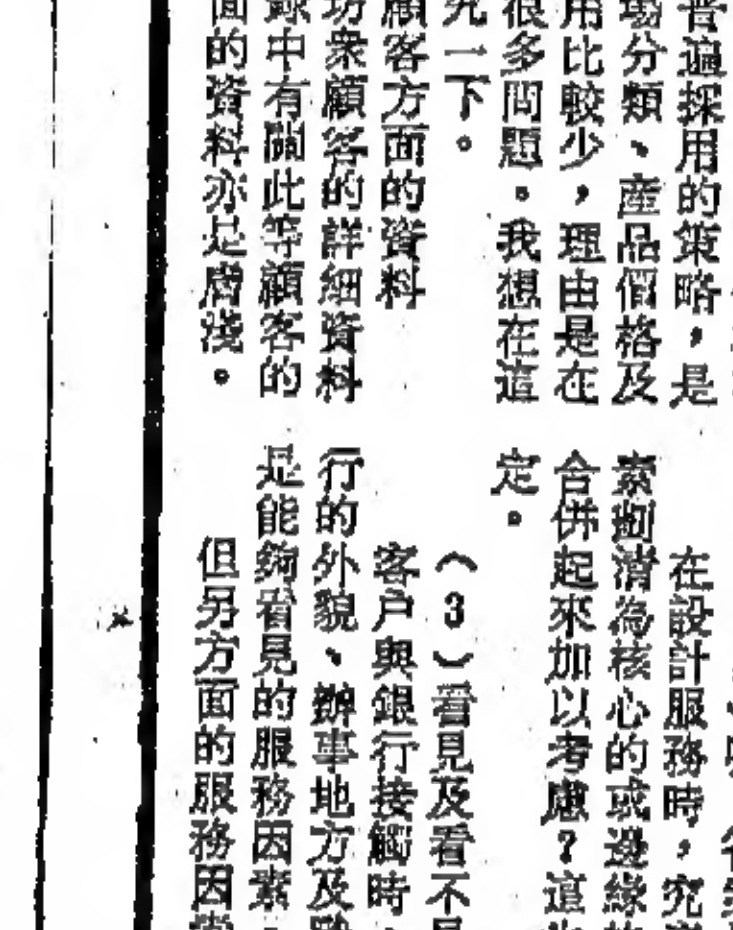 普遍採用的策略，是
場分類、產品價格及
用比較少，理由是在
很多問題。我想在這
究一下。
顧客方面的資料
坊衆顧客的詳細資料
錄中有關此等顧客的
面的資料亦是膚淺。
在設計服務時，究
索劃清為核心的或邊緣
合併起來加以考慮？這
定。
（3）看見及看不
客戶與銀行接觸時
行的外貌、辦事地方及
是能夠看見的服務因素
但另方面的服務因